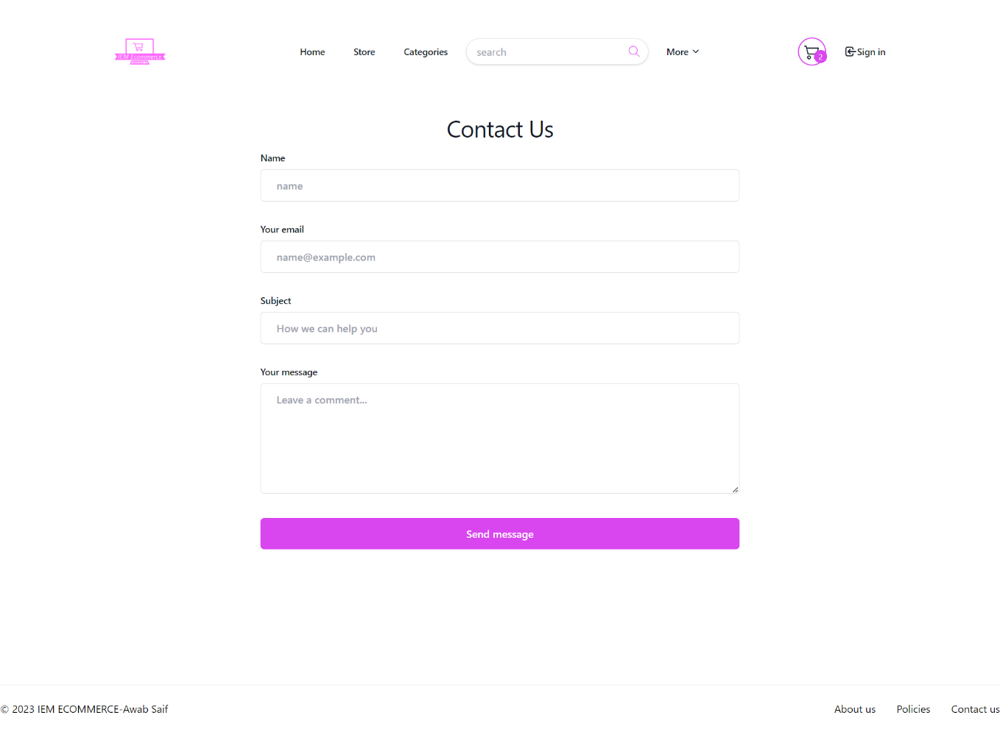 IEM Ecommerce
Home Store Categories search More 2 Sign in
Contact Us
Name
name
Your email
name@example.com
Subject
How we can help you
Your message
Leave a comment...
Send message
© 2023 IEM ECOMMERCE-Awab Saif About us Policies Contact us